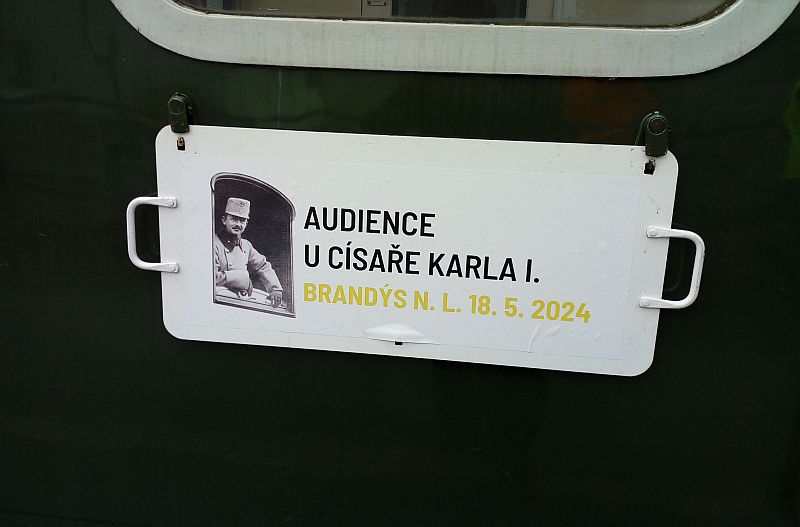 AUDIENCE
U CÍSAŘE KARLA I.
BRANDÝS N. L. 18. 5. 2024